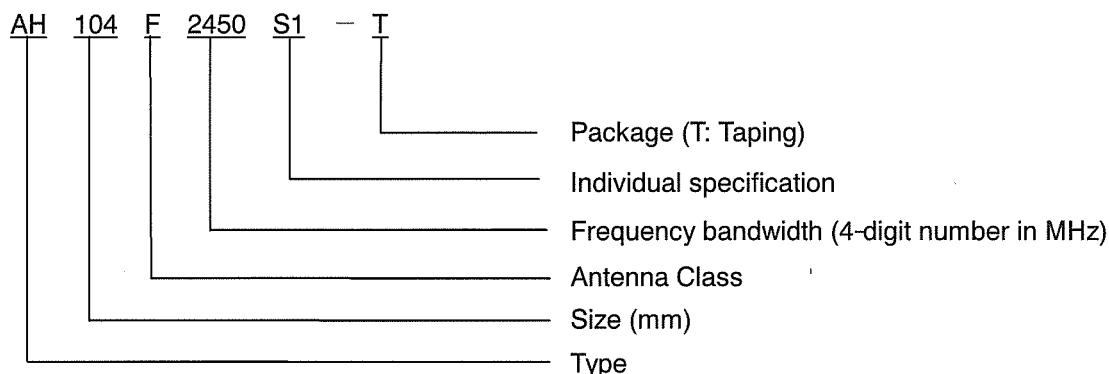 AH 104 F 2450 S1 - T
Package (T: Taping)
Individual specification
Frequency bandwidth (4-digit number in MHz)
Antenna Class
Size (mm)
Type